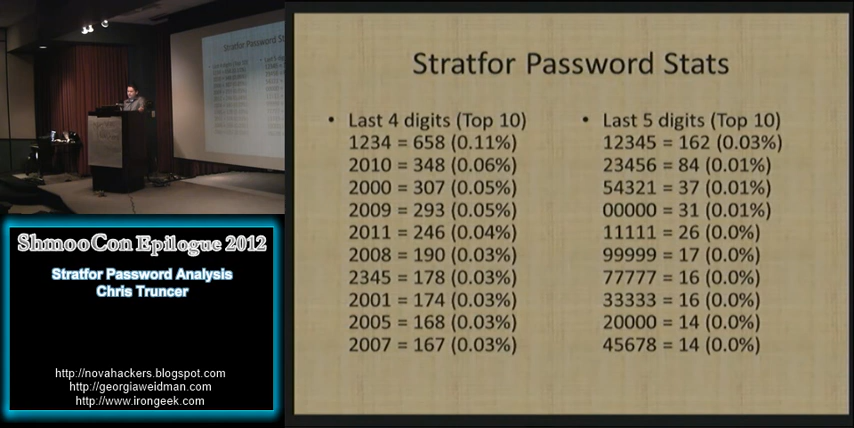 Stratfor Password Stats
• Last 4 digits (Top 10)
1234 = 658 (0.11%)
2010 = 348 (0.06%)
2000 = 307 (0.05%)
2009 = 293 (0.05%)
2011 = 246 (0.04%)
2008 = 190 (0.03%)
2345 = 178 (0.03%)
2001 = 174 (0.03%)
2005 = 168 (0.03%)
2007 = 167 (0.03%)
• Last 5 digits (Top 10)
12345 = 162 (0.03%)
23456 = 84 (0.01%)
54321 = 37 (0.01%)
00000 = 31 (0.01%)
11111 = 26 (0.0%)
99999 = 17 (0.0%)
77777 = 16 (0.0%)
33333 = 16 (0.0%)
20000 = 14 (0.0%)
45678 = 14 (0.0%)
Stratfor Password St
ShmooCon Epilogue 2012
Stratfor Password Analysis
Chris Truncer
http://novahackers.blogspot.com
http://georgiaweidman.com
http://www.irongeek.com